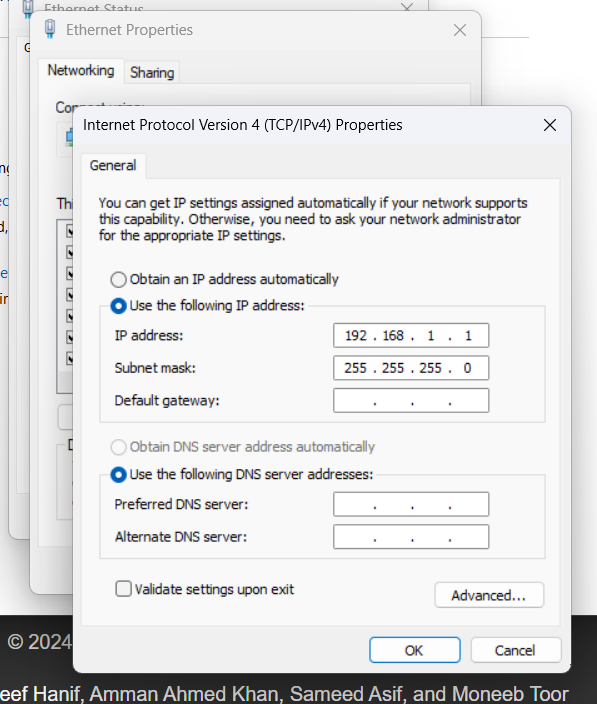 Ethernet Status
Ethernet Properties
Networking
Sharing
Connect using:
Internet Protocol Version 4 (TCP/IPv4) Properties
General
You can get IP settings assigned automatically if your network supports
this capability. Otherwise, you need to ask your network administrator
for the appropriate IP settings.
Obtain an IP address automatically
Use the following IP address:
IP address:
192 . 168 . 1 . 1
Subnet mask:
255 . 255 . 255 . 0
Default gateway:
. . .
Obtain DNS server address automatically
Use the following DNS server addresses:
Preferred DNS server:
. . .
Alternate DNS server:
. . .
Validate settings upon exit
Advanced...
OK
Cancel
© 2024
eef Hanif, Amman Ahmed Khan, Sameed Asif, and Moneeb Toor